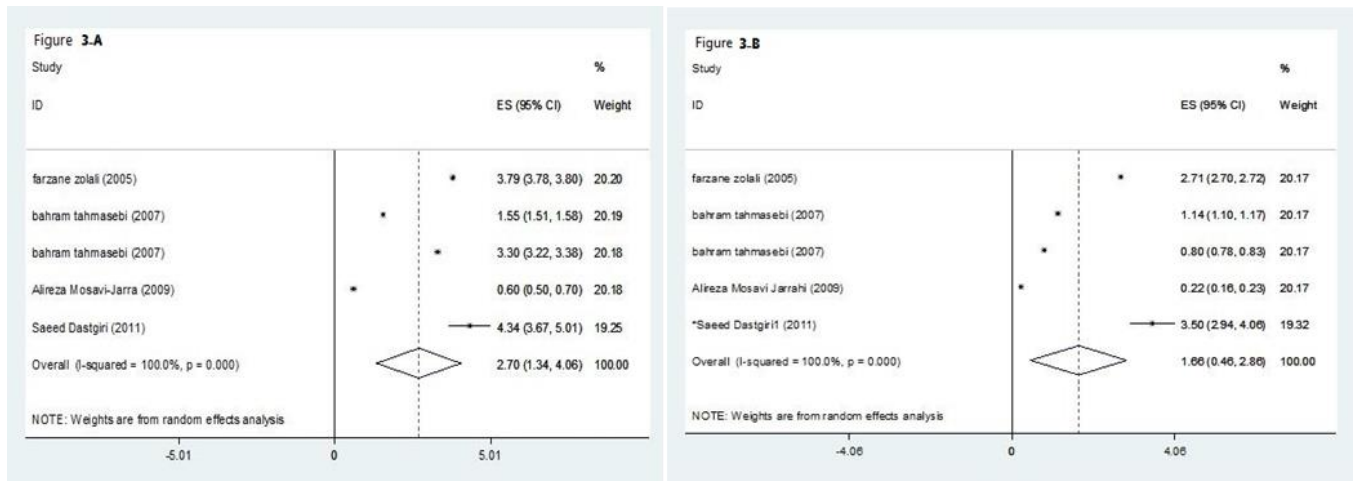 Figure 3-A
Study %
ID ES (95% CI) Weight
farzane zolali (2005) 3.79 (3.78, 3.80) 20.20
bahram tahmasebi (2007) 1.55 (1.51, 1.58) 20.19
bahram tahmasebi (2007) 3.30 (3.22, 3.38) 20.18
Alireza Mosavi-Jarra (2009) 0.60 (0.50, 0.70) 20.18
Saeed Dastgiri (2011) 4.34 (3.67, 5.01) 19.25
Overall (I-squared = 100.0%, p = 0.000) 2.70 (1.34, 4.06) 100.00
NOTE: Weights are from random effects analysis
-5.01 0 5.01
Figure 3-B
Study %
ID ES (95% CI) Weight
farzane zolali (2005) 2.71 (2.70, 2.72) 20.17
bahram tahmasebi (2007) 1.14 (1.10, 1.17) 20.17
bahram tahmasebi (2007) 0.80 (0.78, 0.83) 20.17
Alireza Mosavi Jarrahi (2009) 0.22 (0.16, 0.23) 20.17
*Saeed Dastgiri1 (2011) 3.50 (2.94, 4.06) 19.32
Overall (I-squared = 100.0%, p = 0.000) 1.66 (0.46, 2.86) 100.00
NOTE: Weights are from random effects analysis
-4.06 0 4.06